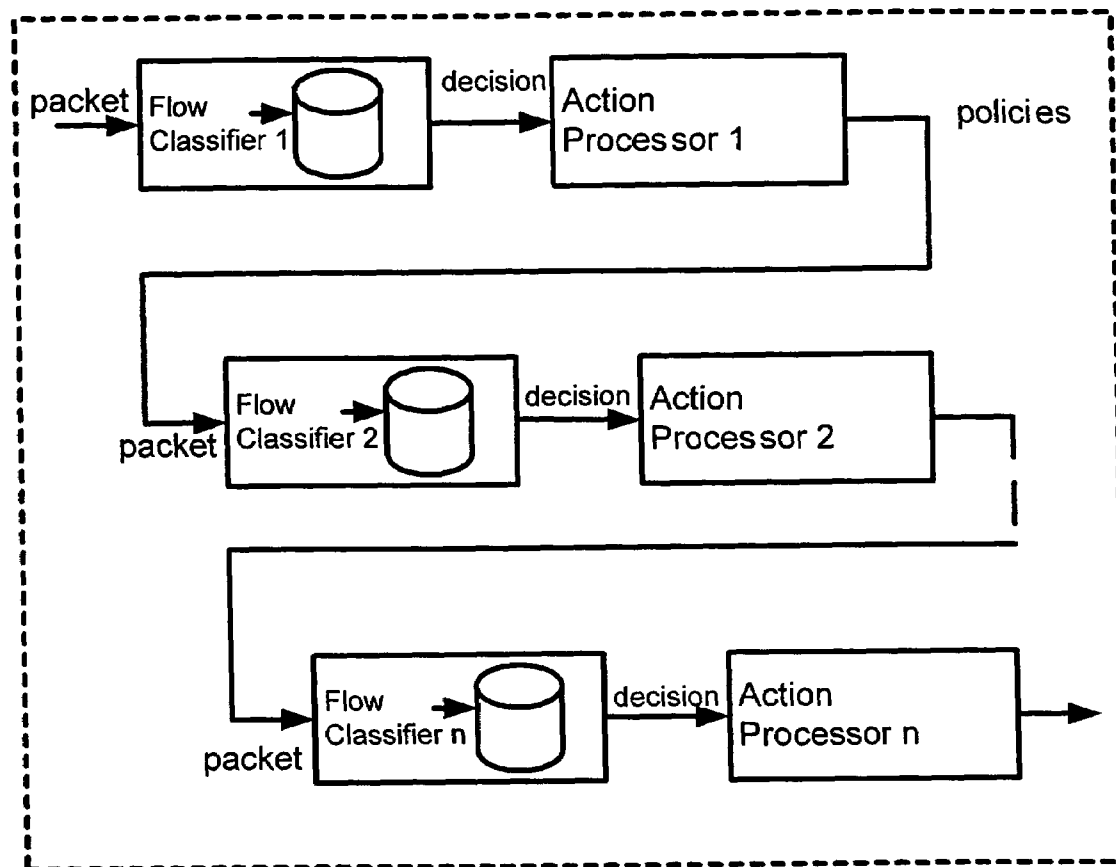 packet
Flow
Classifier 1
decision
Action
Processor 1
policies
packet
Flow
Classifier 2
decision
Action
Processor 2
packet
Flow
Classifier n
decision
Action
Processor n